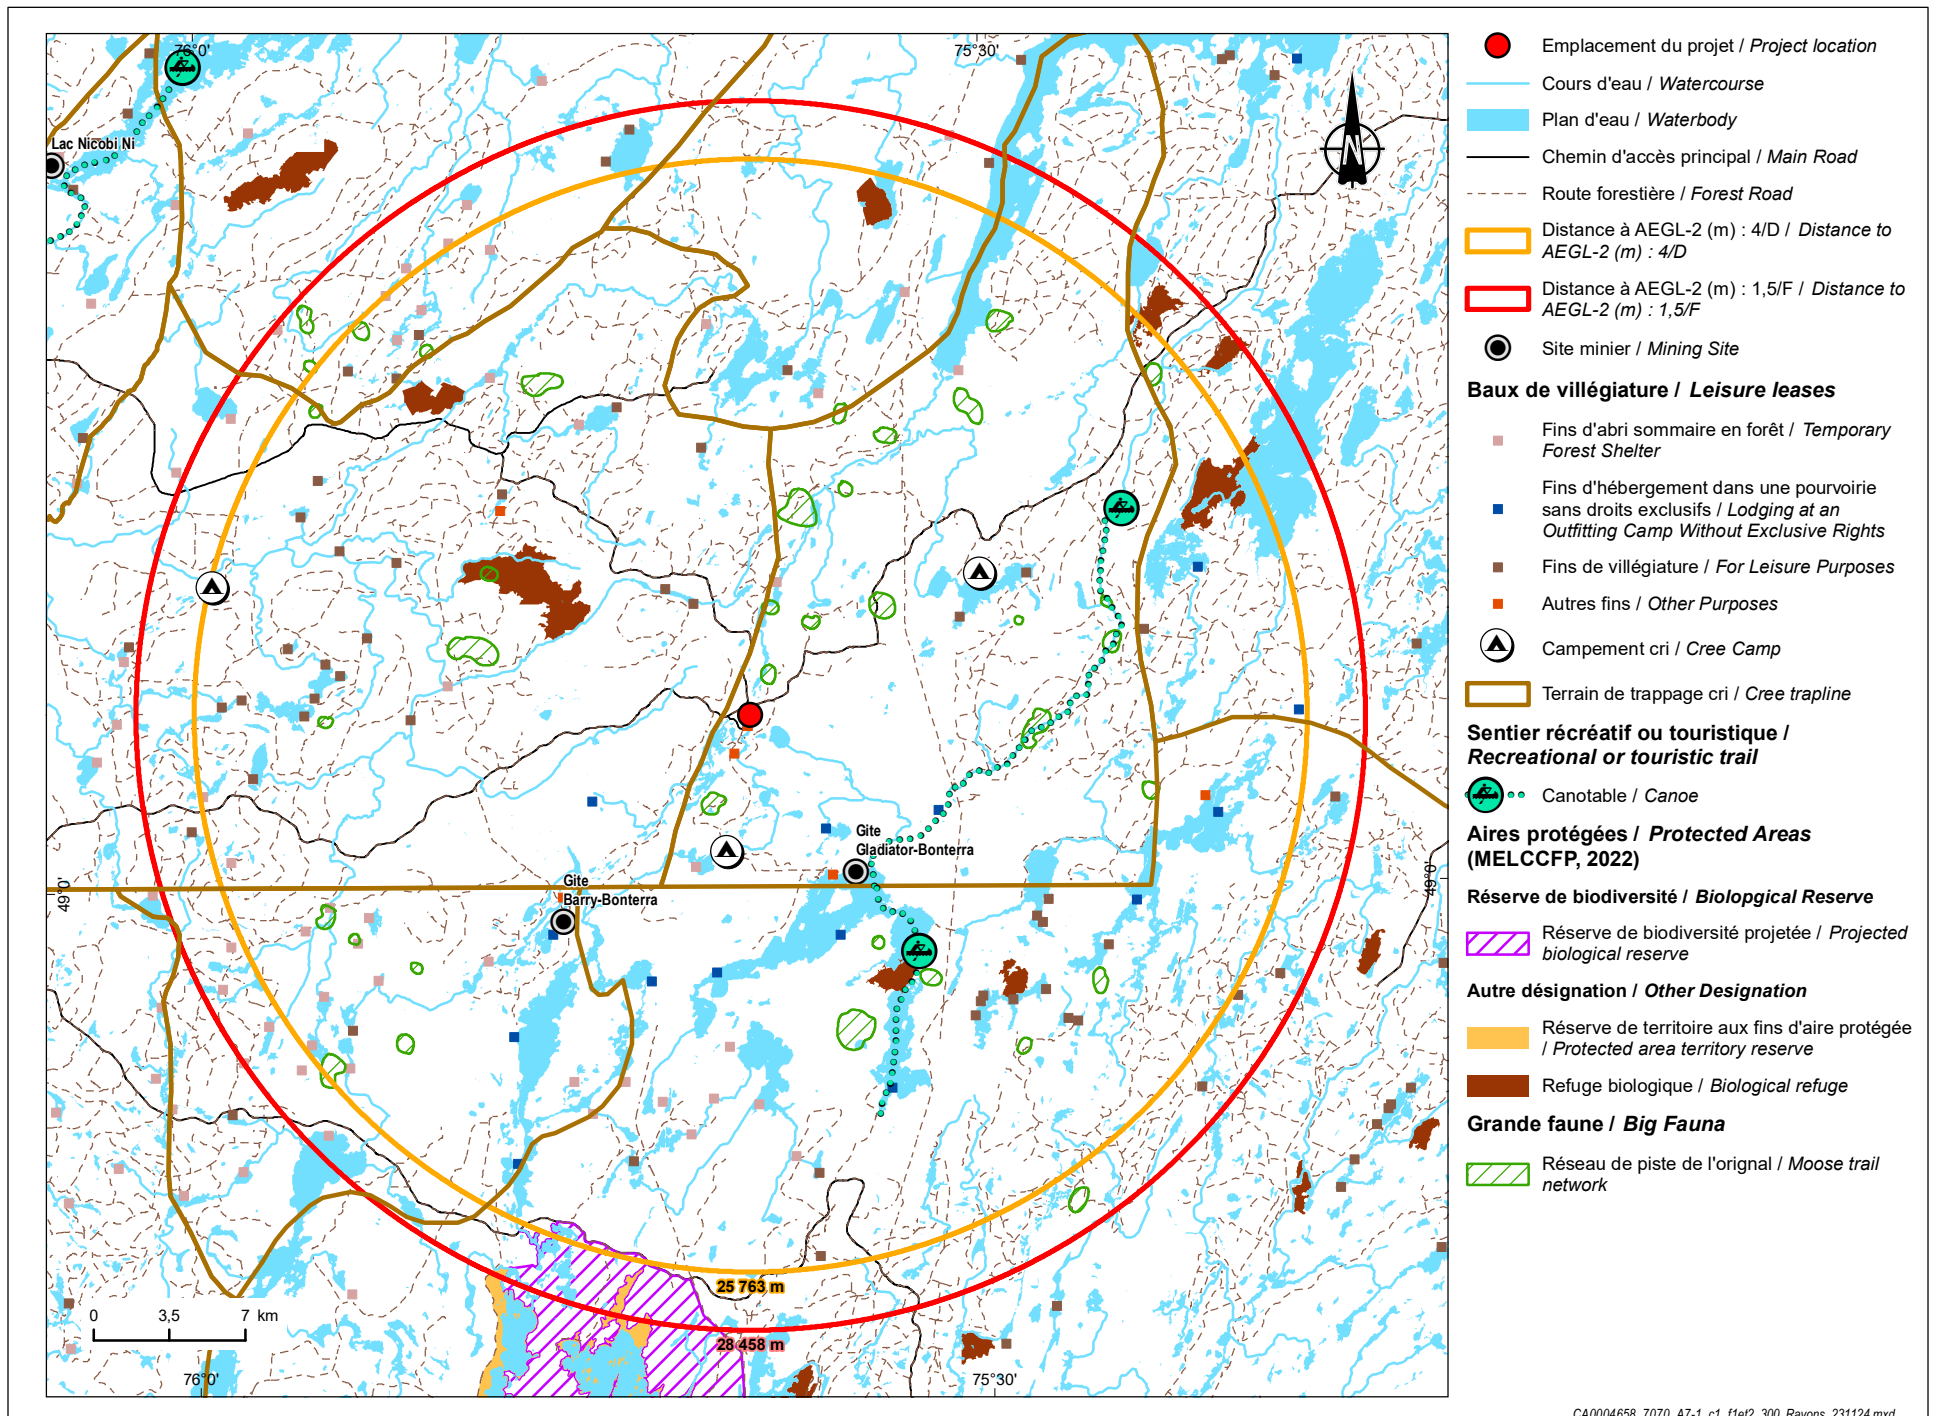 76°0'
75°30'
Lac Nicobi Ni
Gite
Gladiator-Bonterra
Gite
Barry-Bonterra
49°0'
49°0'
25 763 m
28 458 m
0 3,5 7 km
76°0'
75°30'
N
Emplacement du projet / Project location
Cours d'eau / Watercourse
Plan d'eau / Waterbody
Chemin d'accès principal / Main Road
Route forestière / Forest Road
Distance à AEGL-2 (m) : 4/D / Distance to
AEGL-2 (m) : 4/D
Distance à AEGL-2 (m) : 1,5/F / Distance to
AEGL-2 (m) : 1,5/F
Site minier / Mining Site
Baux de villégiature / Leisure leases
Fins d'abri sommaire en forêt / Temporary
Forest Shelter
Fins d'hébergement dans une pourvoirie
sans droits exclusifs / Lodging at an
Outfitting Camp Without Exclusive Rights
Fins de villégiature / For Leisure Purposes
Autres fins / Other Purposes
Campement cri / Cree Camp
Terrain de trappage cri / Cree trapline
Sentier récréatif ou touristique /
Recreational or touristic trail
Canotable / Canoe
Aires protégées / Protected Areas
(MELCCFP, 2022)
Réserve de biodiversité / Biolopgical Reserve
Réserve de biodiversité projetée / Projected
biological reserve
Autre désignation / Other Designation
Réserve de territoire aux fins d'aire protégée
/ Protected area territory reserve
Refuge biologique / Biological refuge
Grande faune / Big Fauna
Réseau de piste de l'orignal / Moose trail
network
CA0004658_7070_A7-1_c1_f1et2_300_Rayons_231124.mxd